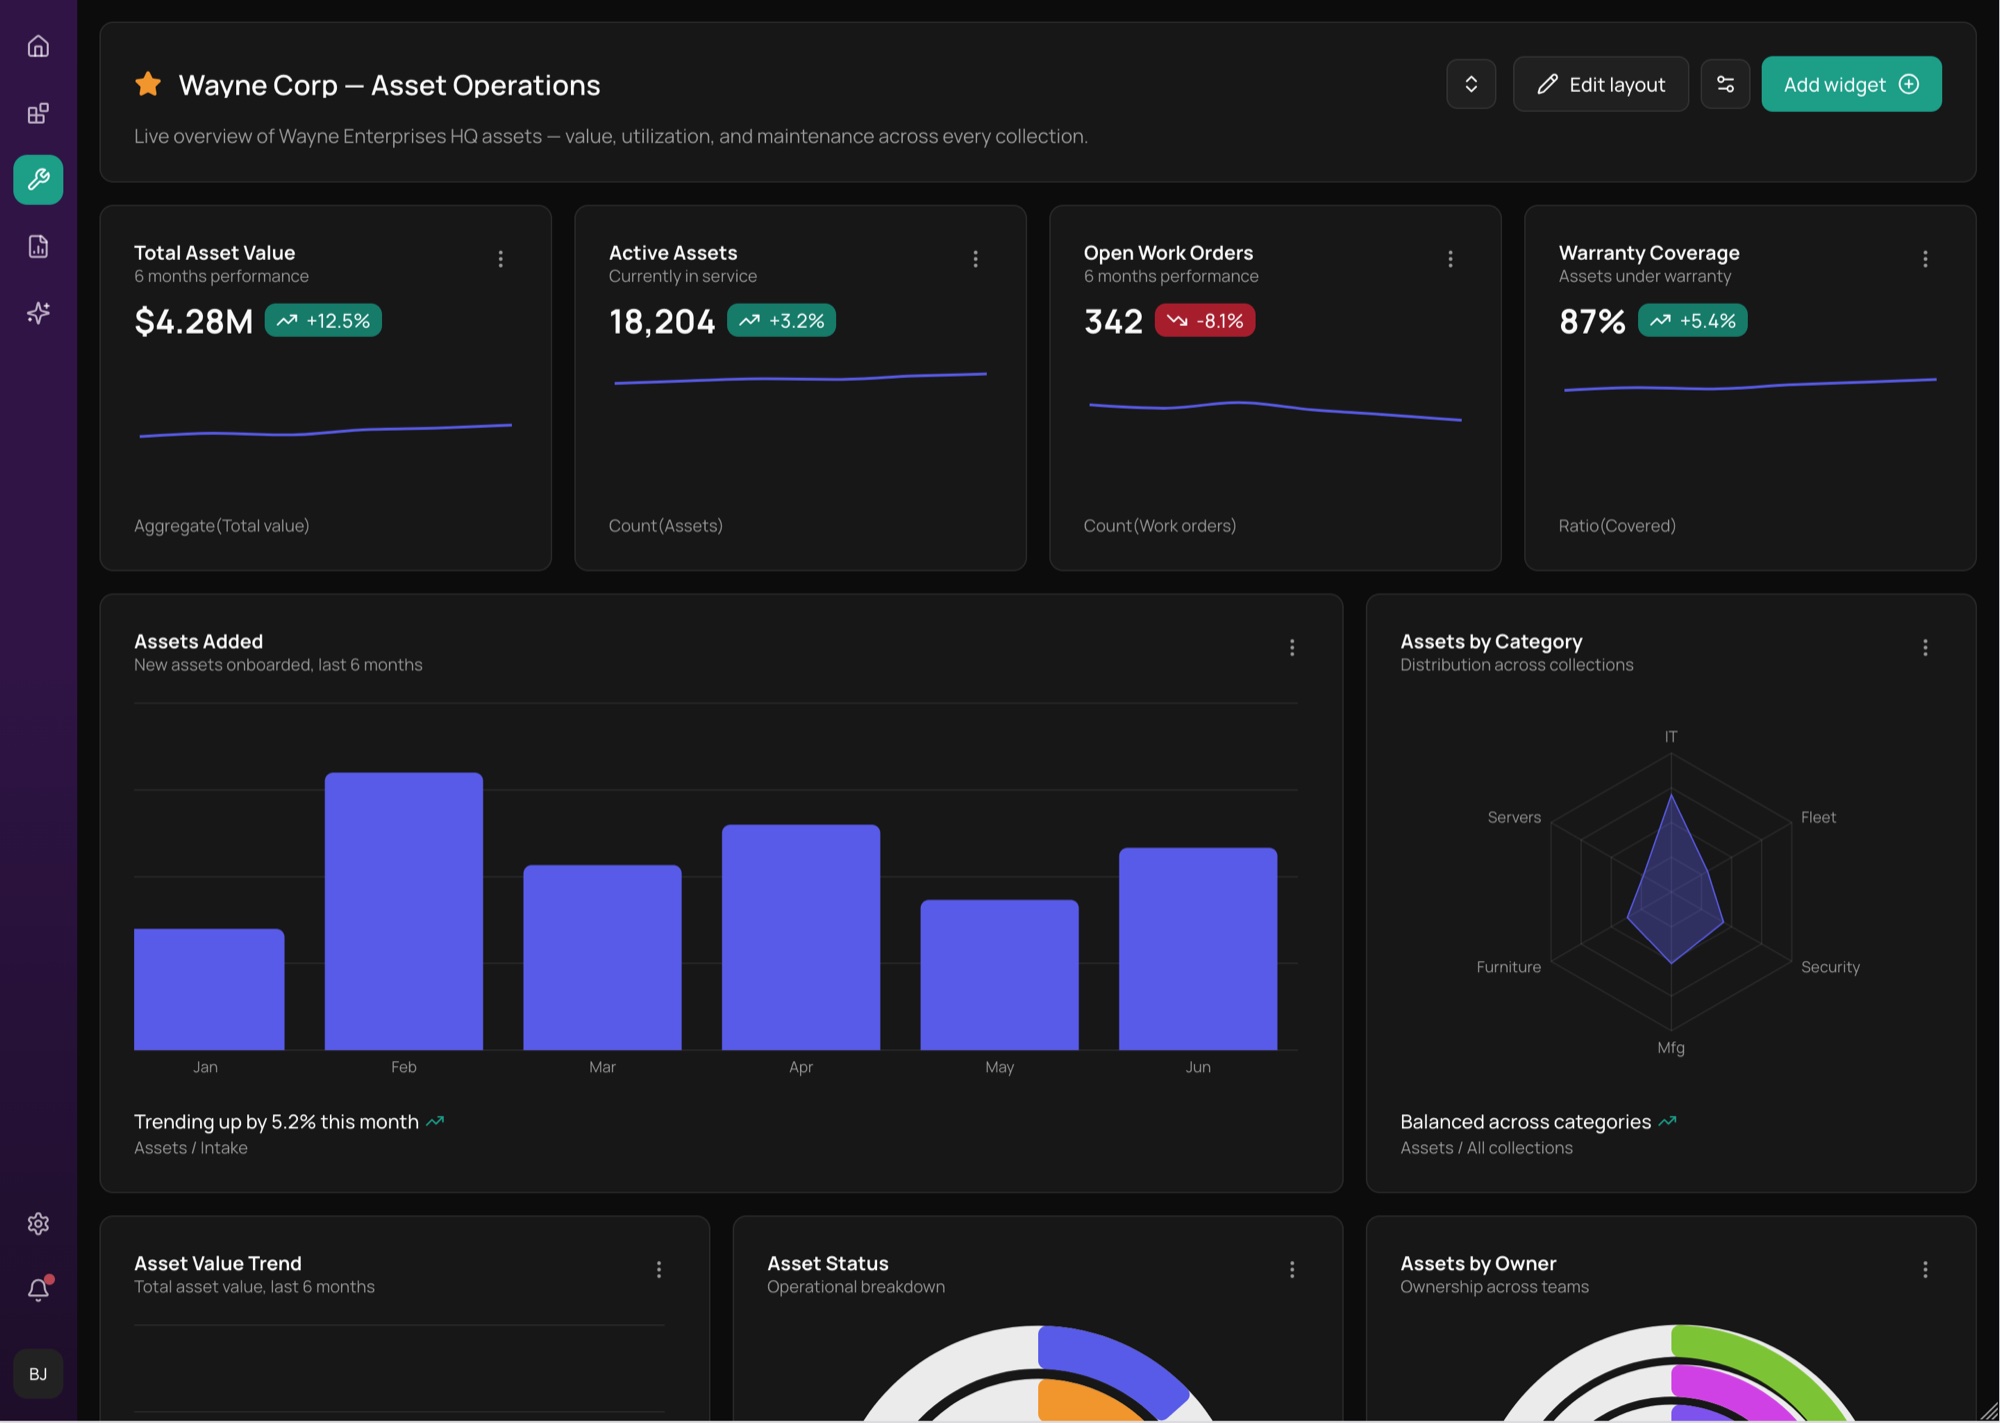 Wayne Corp — Asset Operations
Edit layout
Add widget
Live overview of Wayne Enterprises HQ assets — value, utilization, and maintenance across every collection.
Total Asset Value
6 months performance
$4.28M +12.5%
Aggregate(Total value)
Active Assets
Currently in service
18,204 +3.2%
Count(Assets)
Open Work Orders
6 months performance
342 -8.1%
Count(Work orders)
Warranty Coverage
Assets under warranty
87% +5.4%
Ratio(Covered)
Assets Added
New assets onboarded, last 6 months
Jan Feb Mar Apr May Jun
Trending up by 5.2% this month
Assets / Intake
Assets by Category
Distribution across collections
IT
Servers Fleet
Furniture Security
Mfg
Balanced across categories
Assets / All collections
Asset Value Trend
Total asset value, last 6 months
Asset Status
Operational breakdown
Assets by Owner
Ownership across teams
BJ